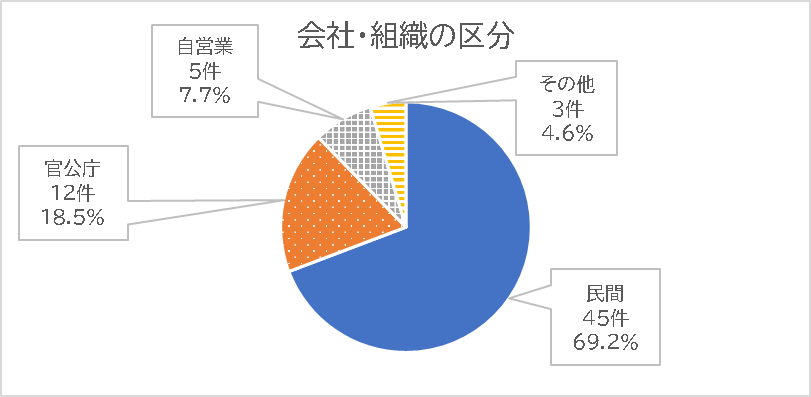 会社・組織の区分
自営業
5件
7.7%
その他
3件
4.6%
官公庁
12件
18.5%
民間
45件
69.2%